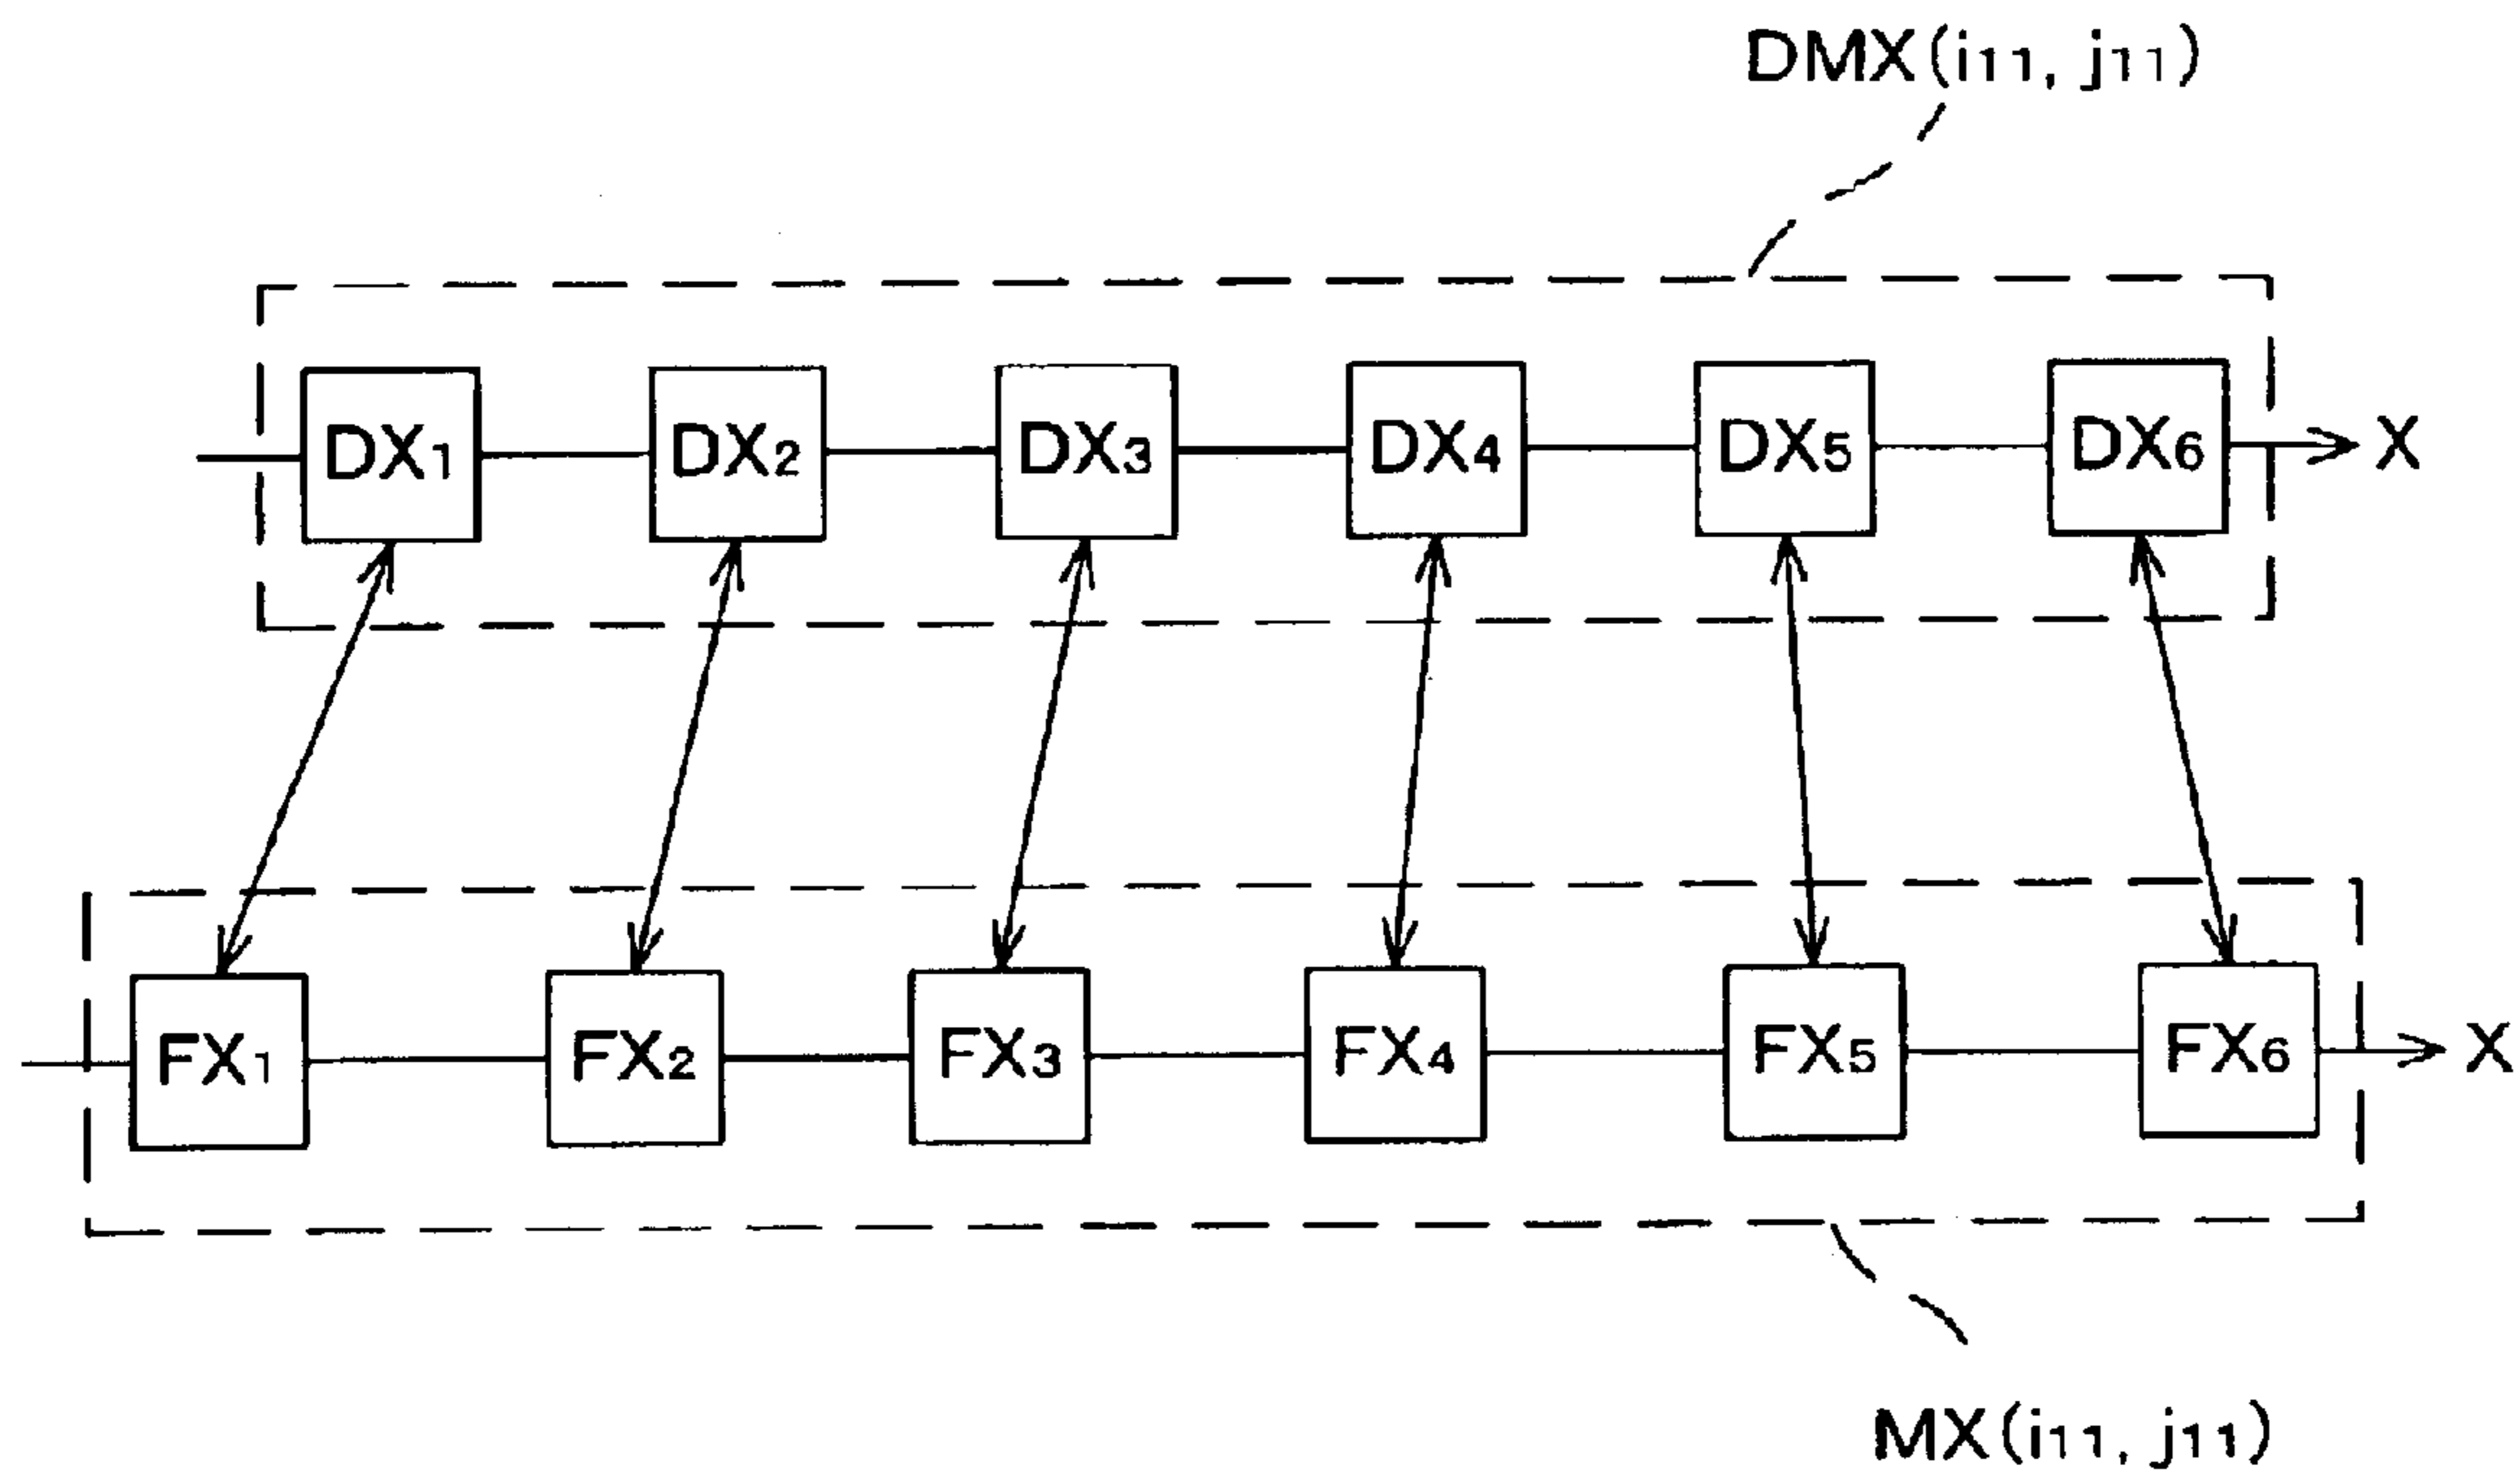 DMX(i₁₁, j₁₁)
DX₁ DX₂ DX₃ DX₄ DX₅ DX₆ X
FX₁ FX₂ FX₃ FX₄ FX₅ FX₆ X
MX(i₁₁, j₁₁)